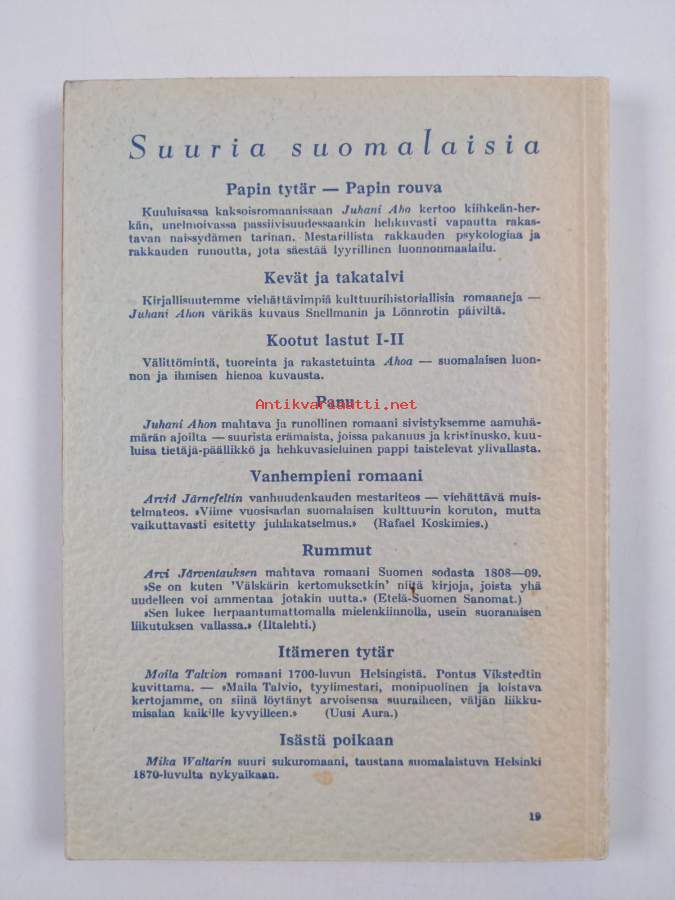 Suuria suomalaisia
Papin tytär — Papin rouva
Kuuluisassa kaksoisromaanissaan Juhani Aho kertoo kiihkeän-her-
kän, unelmoivassa passiivisuudessaankin hehkuvasti vapautta rakas-
tavan naissydämen tarinan. Mestarillista rakkauden psykologiaa ja
rakkauden runoutta, jota säestää lyyrillinen luonnonmaalailu.
Kevät ja takatalvi
Kirjallisuutemme viehättävimpiä kulttuurihistoriallisia romaaneja —
Juhani Ahon värikäs kuvaus Snellmanin ja Lönnrotin päiviltä.
Kootut lastut I-II
Välittömintä, tuoreinta ja rakastetuinta Ahoa — suomalaisen luon-
non ja ihmisen hienoa kuvausta.
Panu
Antikvariaatti.net
Juhani Ahon mahtava ja runollinen romaani sivistyksemme aamuhä-
märän ajoilta — suurista erämaista, joissa pakanuus ja kristinusko, kuu-
luisa tietäjä-päällikkö ja hehkuvasieluinen pappi taistelevat ylivallasta.
Vanhempieni romaani
Arvid Järnefeltin vanhuudenkauden mestariteos — viehättävä muis-
telmateos. »Viime vuosisadan suomalaisen kulttuurin koruton, mutta
vaikuttavasti esitetty juhlakatselmus.» (Rafael Koskimies.)
Rummut
Arvi Järventauksen mahtava romaani Suomen sodasta 1808—09.
»Se on kuten 'Välskärin kertomuksetkin' niitä kirjoja, joista yhä
uudelleen voi ammentaa jotakin uutta.» (Etelä-Suomen Sanomat.)
»Sen lukee herpaantumattomalla mielenkiinnolla, usein suoranaisen
liikutuksen vallassa.» (Iltalehti.)
Itämeren tytär
Maila Talvion romaani 1700-luvun Helsingistä. Pontus Vikstedtin
kuvittama. — »Maila Talvio, tyylimestari, monipuolinen ja loistava
kertojamme, on siinä löytänyt arvoisensa suuraiheen, väljän liikku-
misalan kaikille kyvyilleen.» (Uusi Aura.)
Isästä poikaan
Mika Waltarin suuri sukuromaani, taustana suomalaistuva Helsinki
1870-luvulta nykyaikaan.
19